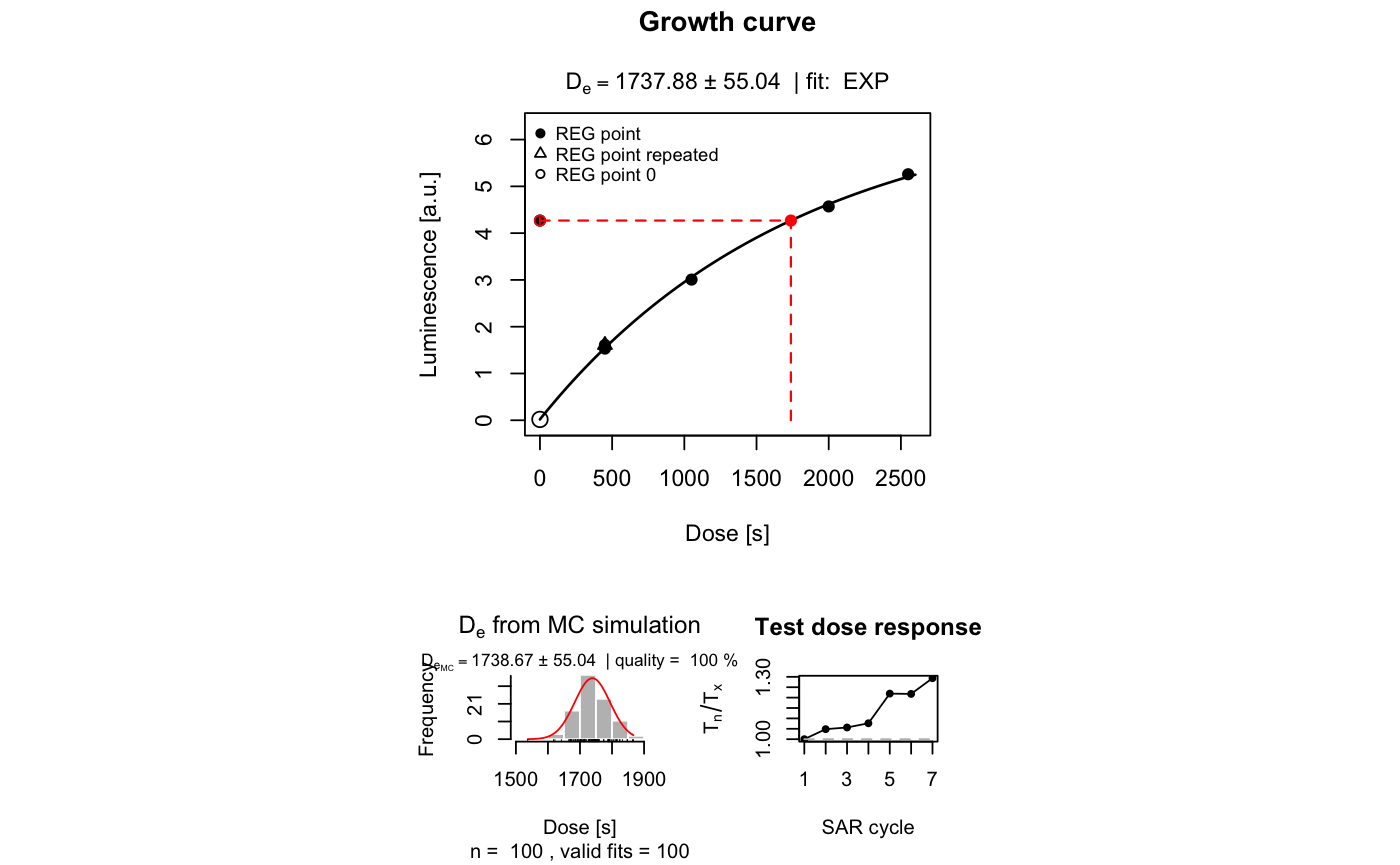 Growth curve
De = 1737.88 ± 55.04 | fit: EXP
REG point
REG point repeated
REG point 0
Luminescence [a.u.]
6
5
4
3
2
1
0
0 500 1000 1500 2000 2500
Dose [s]
De from MC simulation
DeMC = 1738.67 ± 55.04 | quality = 100 %
Frequency
21
0
1500 1700 1900
Dose [s]
n = 100 , valid fits = 100
Test dose response
Tn/Tx
1.30
1.00
1 3 5 7
SAR cycle